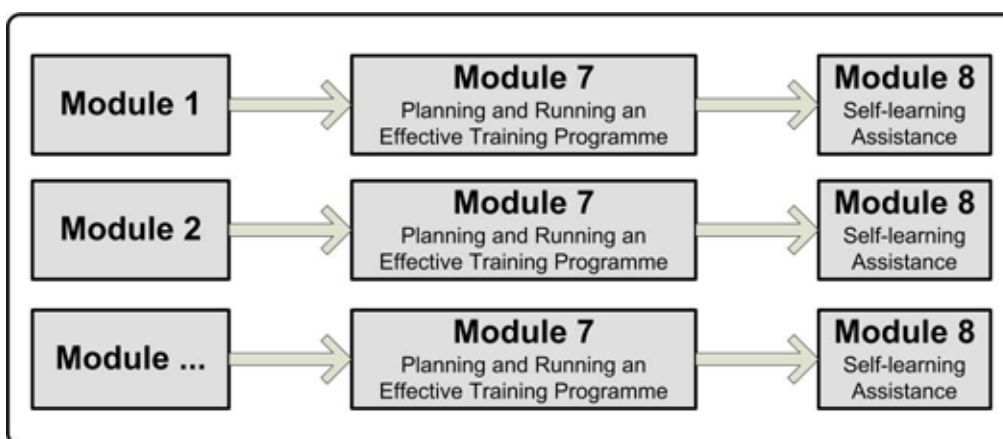 Module 1
Module 7
Planning and Running an
Effective Training Programme
Module 8
Self-learning
Assistance
Module 2
Module 7
Planning and Running an
Effective Training Programme
Module 8
Self-learning
Assistance
Module ...
Module 7
Planning and Running an
Effective Training Programme
Module 8
Self-learning
Assistance